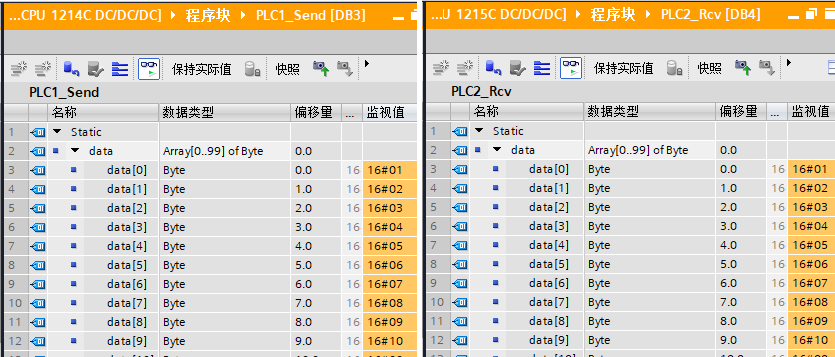 ...CPU 1214C DC/DC/DC] 程序块 PLC1_Send [DB3]
保持实际值 快照
PLC1_Send
名称 数据类型 偏移量 ... 监视值
1 Static
2 data Array[0..99] of Byte 0.0
3 data[0] Byte 0.0 16 16#01
4 data[1] Byte 1.0 16 16#02
5 data[2] Byte 2.0 16 16#03
6 data[3] Byte 3.0 16 16#04
7 data[4] Byte 4.0 16 16#05
8 data[5] Byte 5.0 16 16#06
9 data[6] Byte 6.0 16 16#07
10 data[7] Byte 7.0 16 16#08
11 data[8] Byte 8.0 16 16#09
12 data[9] Byte 9.0 16 16#10
...U 1215C DC/DC/DC] 程序块 PLC2_Rcv [DB4]
保持实际值 快照
PLC2_Rcv
名称 数据类型 偏移量 ... 监视值
1 Static
2 data Array[0..99] of Byte 0.0
3 data[0] Byte 0.0 16 16#01
4 data[1] Byte 1.0 16 16#02
5 data[2] Byte 2.0 16 16#03
6 data[3] Byte 3.0 16 16#04
7 data[4] Byte 4.0 16 16#05
8 data[5] Byte 5.0 16 16#06
9 data[6] Byte 6.0 16 16#07
10 data[7] Byte 7.0 16 16#08
11 data[8] Byte 8.0 16 16#09
12 data[9] Byte 9.0 16 16#10